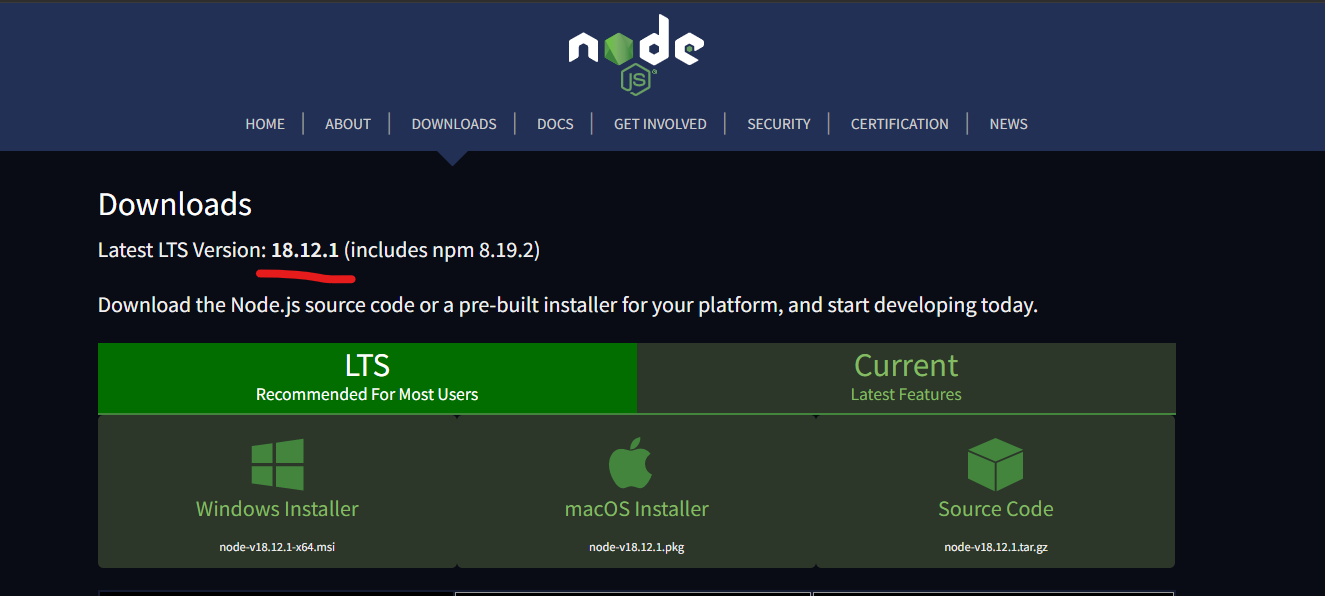 node
JS
HOME ABOUT DOWNLOADS DOCS GET INVOLVED SECURITY CERTIFICATION NEWS
Downloads
Latest LTS Version: 18.12.1 (includes npm 8.19.2)
Download the Node.js source code or a pre-built installer for your platform, and start developing today.
LTS
Recommended For Most Users
Current
Latest Features
Windows Installer
node-v18.12.1-x64.msi
macOS Installer
node-v18.12.1.pkg
Source Code
node-v18.12.1.tar.gz